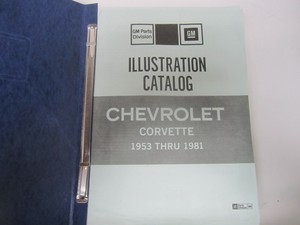 GM Parts
Division
GM
ILLUSTRATION
CATALOG
CHEVROLET
CORVETTE
1953 THRU 1981